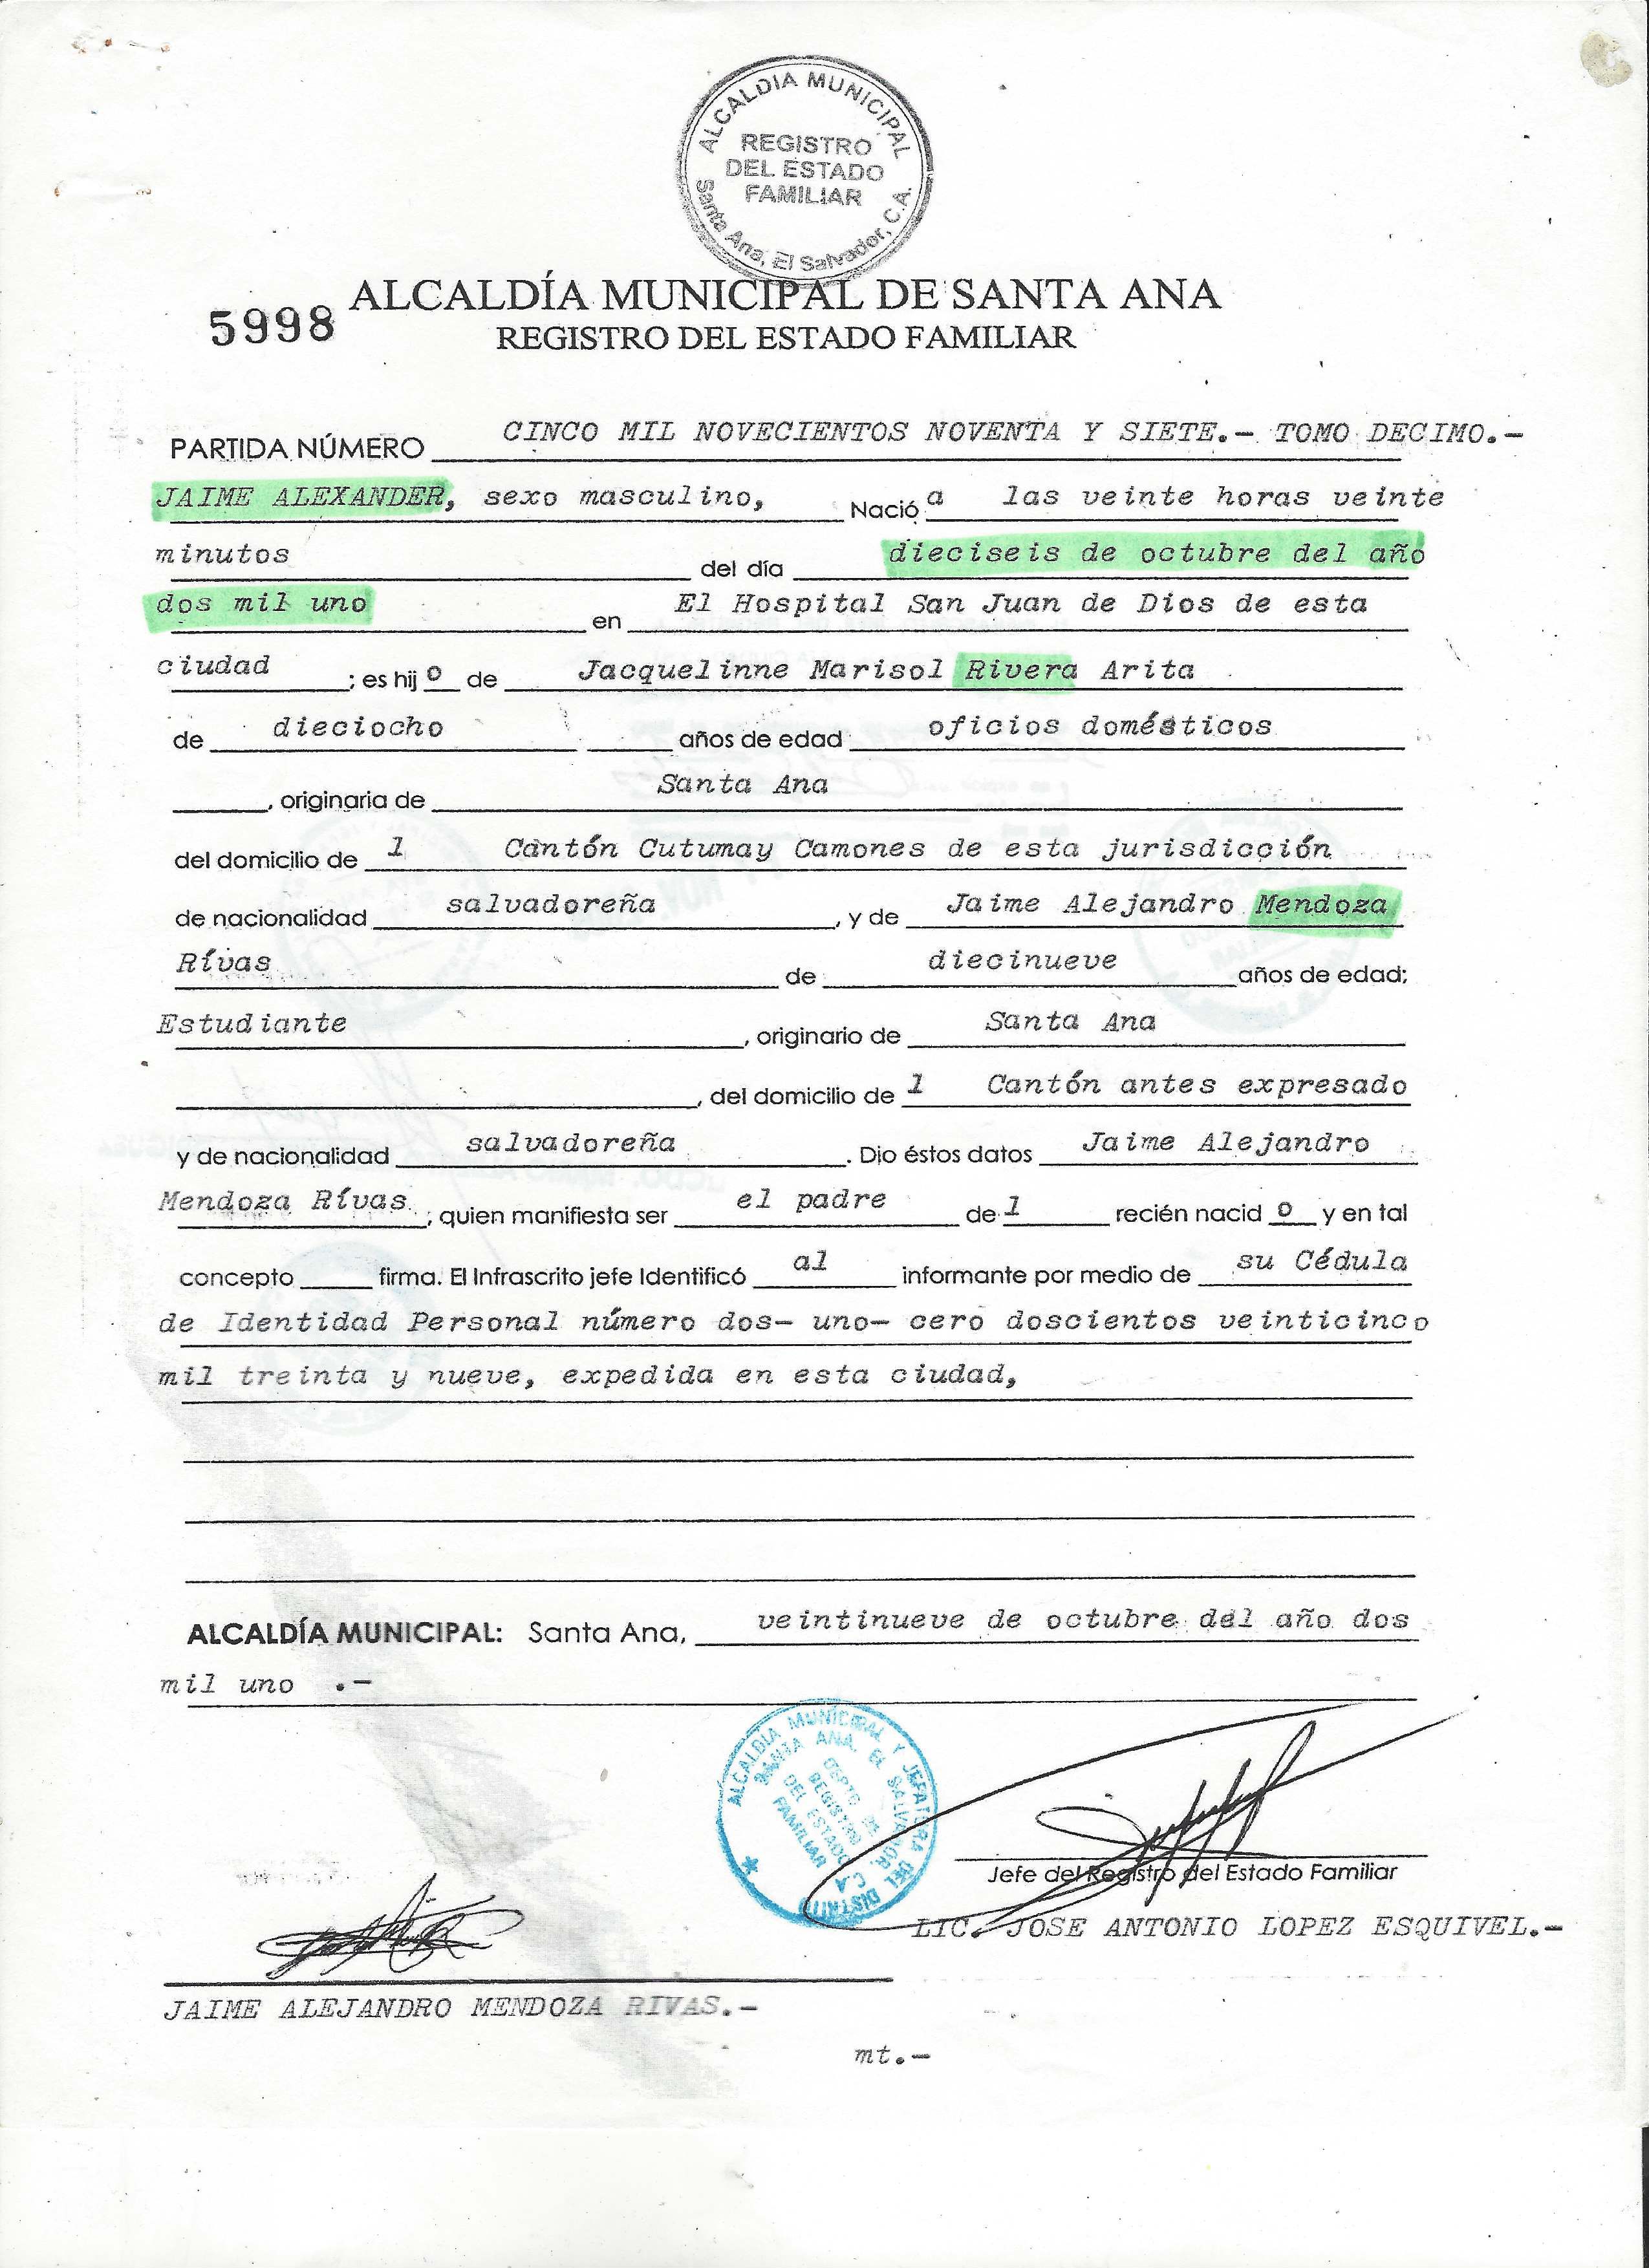 ALCALDIA MUNICIPAL
REGISTRO
DEL ESTADO
FAMILIAR
Santa Ana, El Salvador, C.A.
ALCALDÍA MUNICIPAL DE SANTA ANA
5998
REGISTRO DEL ESTADO FAMILIAR
PARTIDA NÚMERO CINCO MIL NOVECIENTOS NOVENTA Y SIETE.- TOMO DECIMO.-
JAIME ALEXANDER, sexo masculino, Nació a las veinte horas veinte
minutos del día dieciseis de octubre del año
dos mil uno en El Hospital San Juan de Dios de esta
ciudad ; es hij o de Jacquelinne Marisol Rivera Arita
de dieciocho años de edad oficios domésticos
, originaria de Santa Ana
del domicilio de l Cantón Cutumay Camones de esta jurisdicción
de nacionalidad salvadoreña , y de Jaime Alejandro Mendoza
Rívas de diecinueve años de edad;
Estudiante , originario de Santa Ana
, del domicilio de l Cantón antes expresado
y de nacionalidad salvadoreña . Dio éstos datos Jaime Alejandro
Mendoza Rívas , quien manifiesta ser el padre de l recién nacid o y en tal
concepto firma. El Infrascrito jefe Identificó al informante por medio de su Cédula
de Identidad Personal número dos- uno- cero doscientos veinticinco
mil treinta y nueve, expedida en esta ciudad,
ALCALDÍA MUNICIPAL: Santa Ana, veintinueve de octubre del año dos
mil uno .-
ALCALDIA MUNICIPAL Y JEFATURA DEL DISTRITO
SANTA ANA, EL SALVADOR C.A
REGISTRO
DEL ESTADO
FAMILIAR
Jefe del Registro del Estado Familiar
LIC. JOSE ANTONIO LOPEZ ESQUIVEL.-
JAIME ALEJANDRO MENDOZA RIVAS.-
mt.-